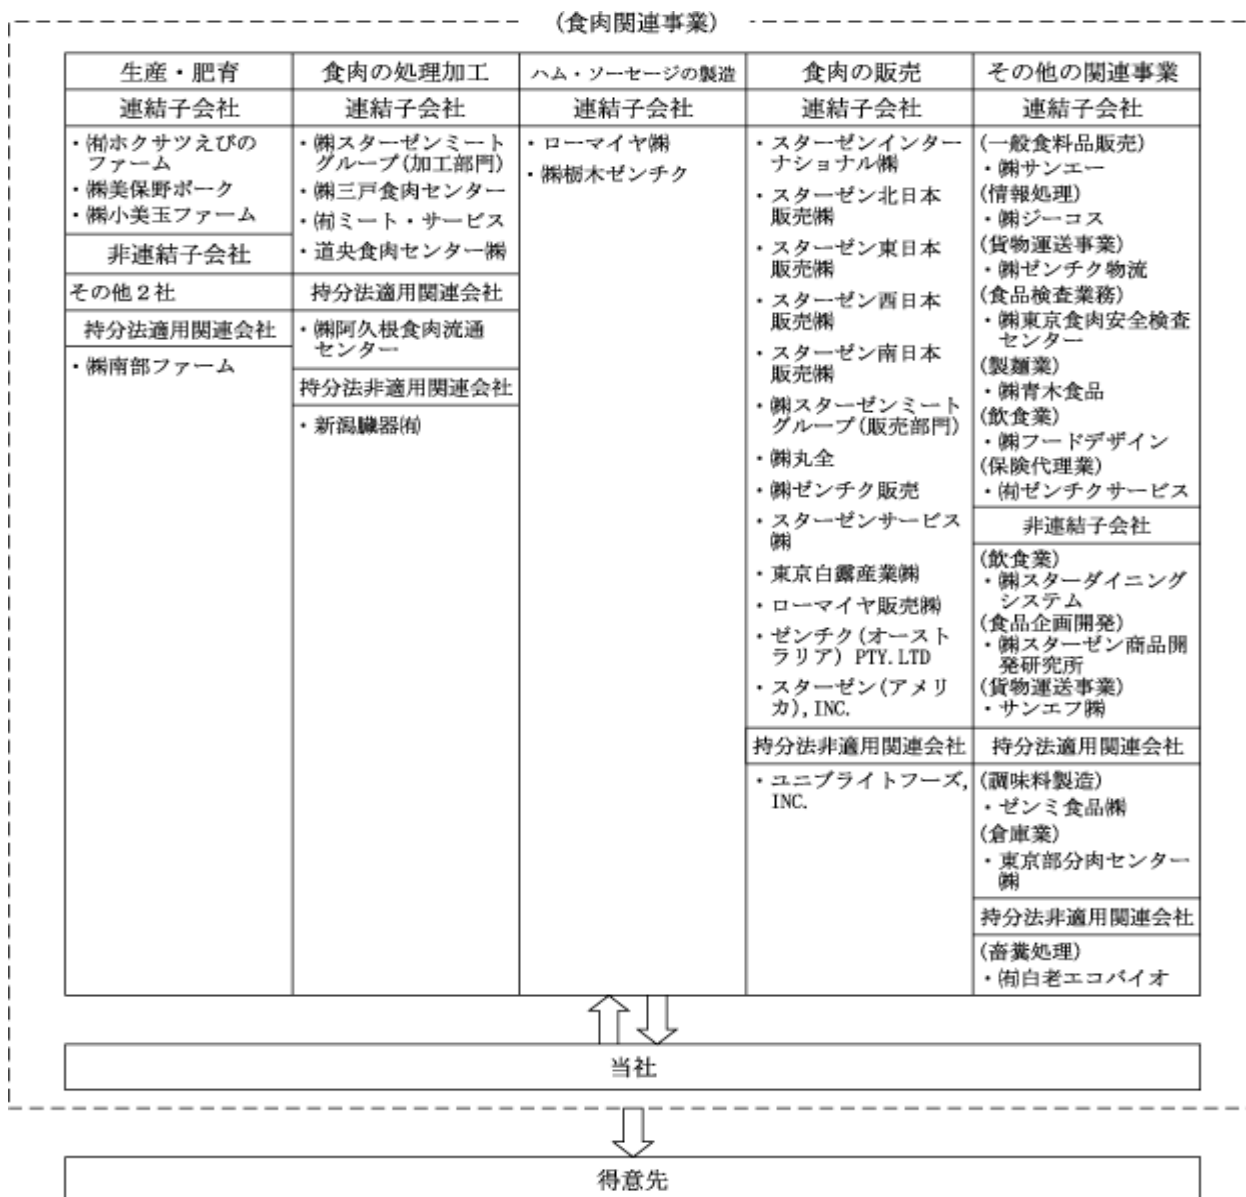 (食肉関連事業)
生産・肥育
連結子会社
・㈲ホクサツえびの
ファーム
・㈱美保野ポーク
・㈱小美玉ファーム
非連結子会社
その他2社
持分法適用関連会社
・㈱南部ファーム
食肉の処理加工
連結子会社
・㈱スターゼンミート
グループ(加工部門)
・㈱三戸食肉センター
・㈲ミート・サービス
・道央食肉センター㈱
持分法適用関連会社
・㈱阿久根食肉流通
センター
持分法非適用関連会社
・新潟臓器㈲
ハム・ソーセージの製造
連結子会社
・ローマイヤ㈱
・㈱栃木ゼンチク
食肉の販売
連結子会社
・スターゼンインター
ナショナル㈱
・スターゼン北日本
販売㈱
・スターゼン東日本
販売㈱
・スターゼン西日本
販売㈱
・スターゼン南日本
販売㈱
・㈱スターゼンミート
グループ(販売部門)
・㈱丸全
・㈱ゼンチク販売
・スターゼンサービス
㈱
・東京白露産業㈱
・ローマイヤ販売㈱
・ゼンチク(オースト
ラリア) PTY.LTD
・スターゼン(アメリ
カ),INC.
持分法非適用関連会社
・ユニブライトフーズ,
INC.
その他の関連事業
連結子会社
(一般食料品販売)
・㈱サンエー
(情報処理)
・㈱ジーコス
(貨物運送事業)
・㈱ゼンチク物流
(食品検査業務)
・㈱東京食肉安全検査
センター
(製麺業)
・㈱青木食品
(飲食業)
・㈱フードデザイン
(保険代理業)
・㈲ゼンチクサービス
非連結子会社
(飲食業)
・㈱スターダイニング
システム
(食品企画開発)
・㈱スターゼン商品開
発研究所
(貨物運送事業)
・サンエフ㈱
持分法適用関連会社
(調味料製造)
・ゼンミ食品㈱
(倉庫業)
・東京部分肉センター
㈱
持分法非適用関連会社
(畜糞処理)
・㈲白老エコバイオ
当社
得意先